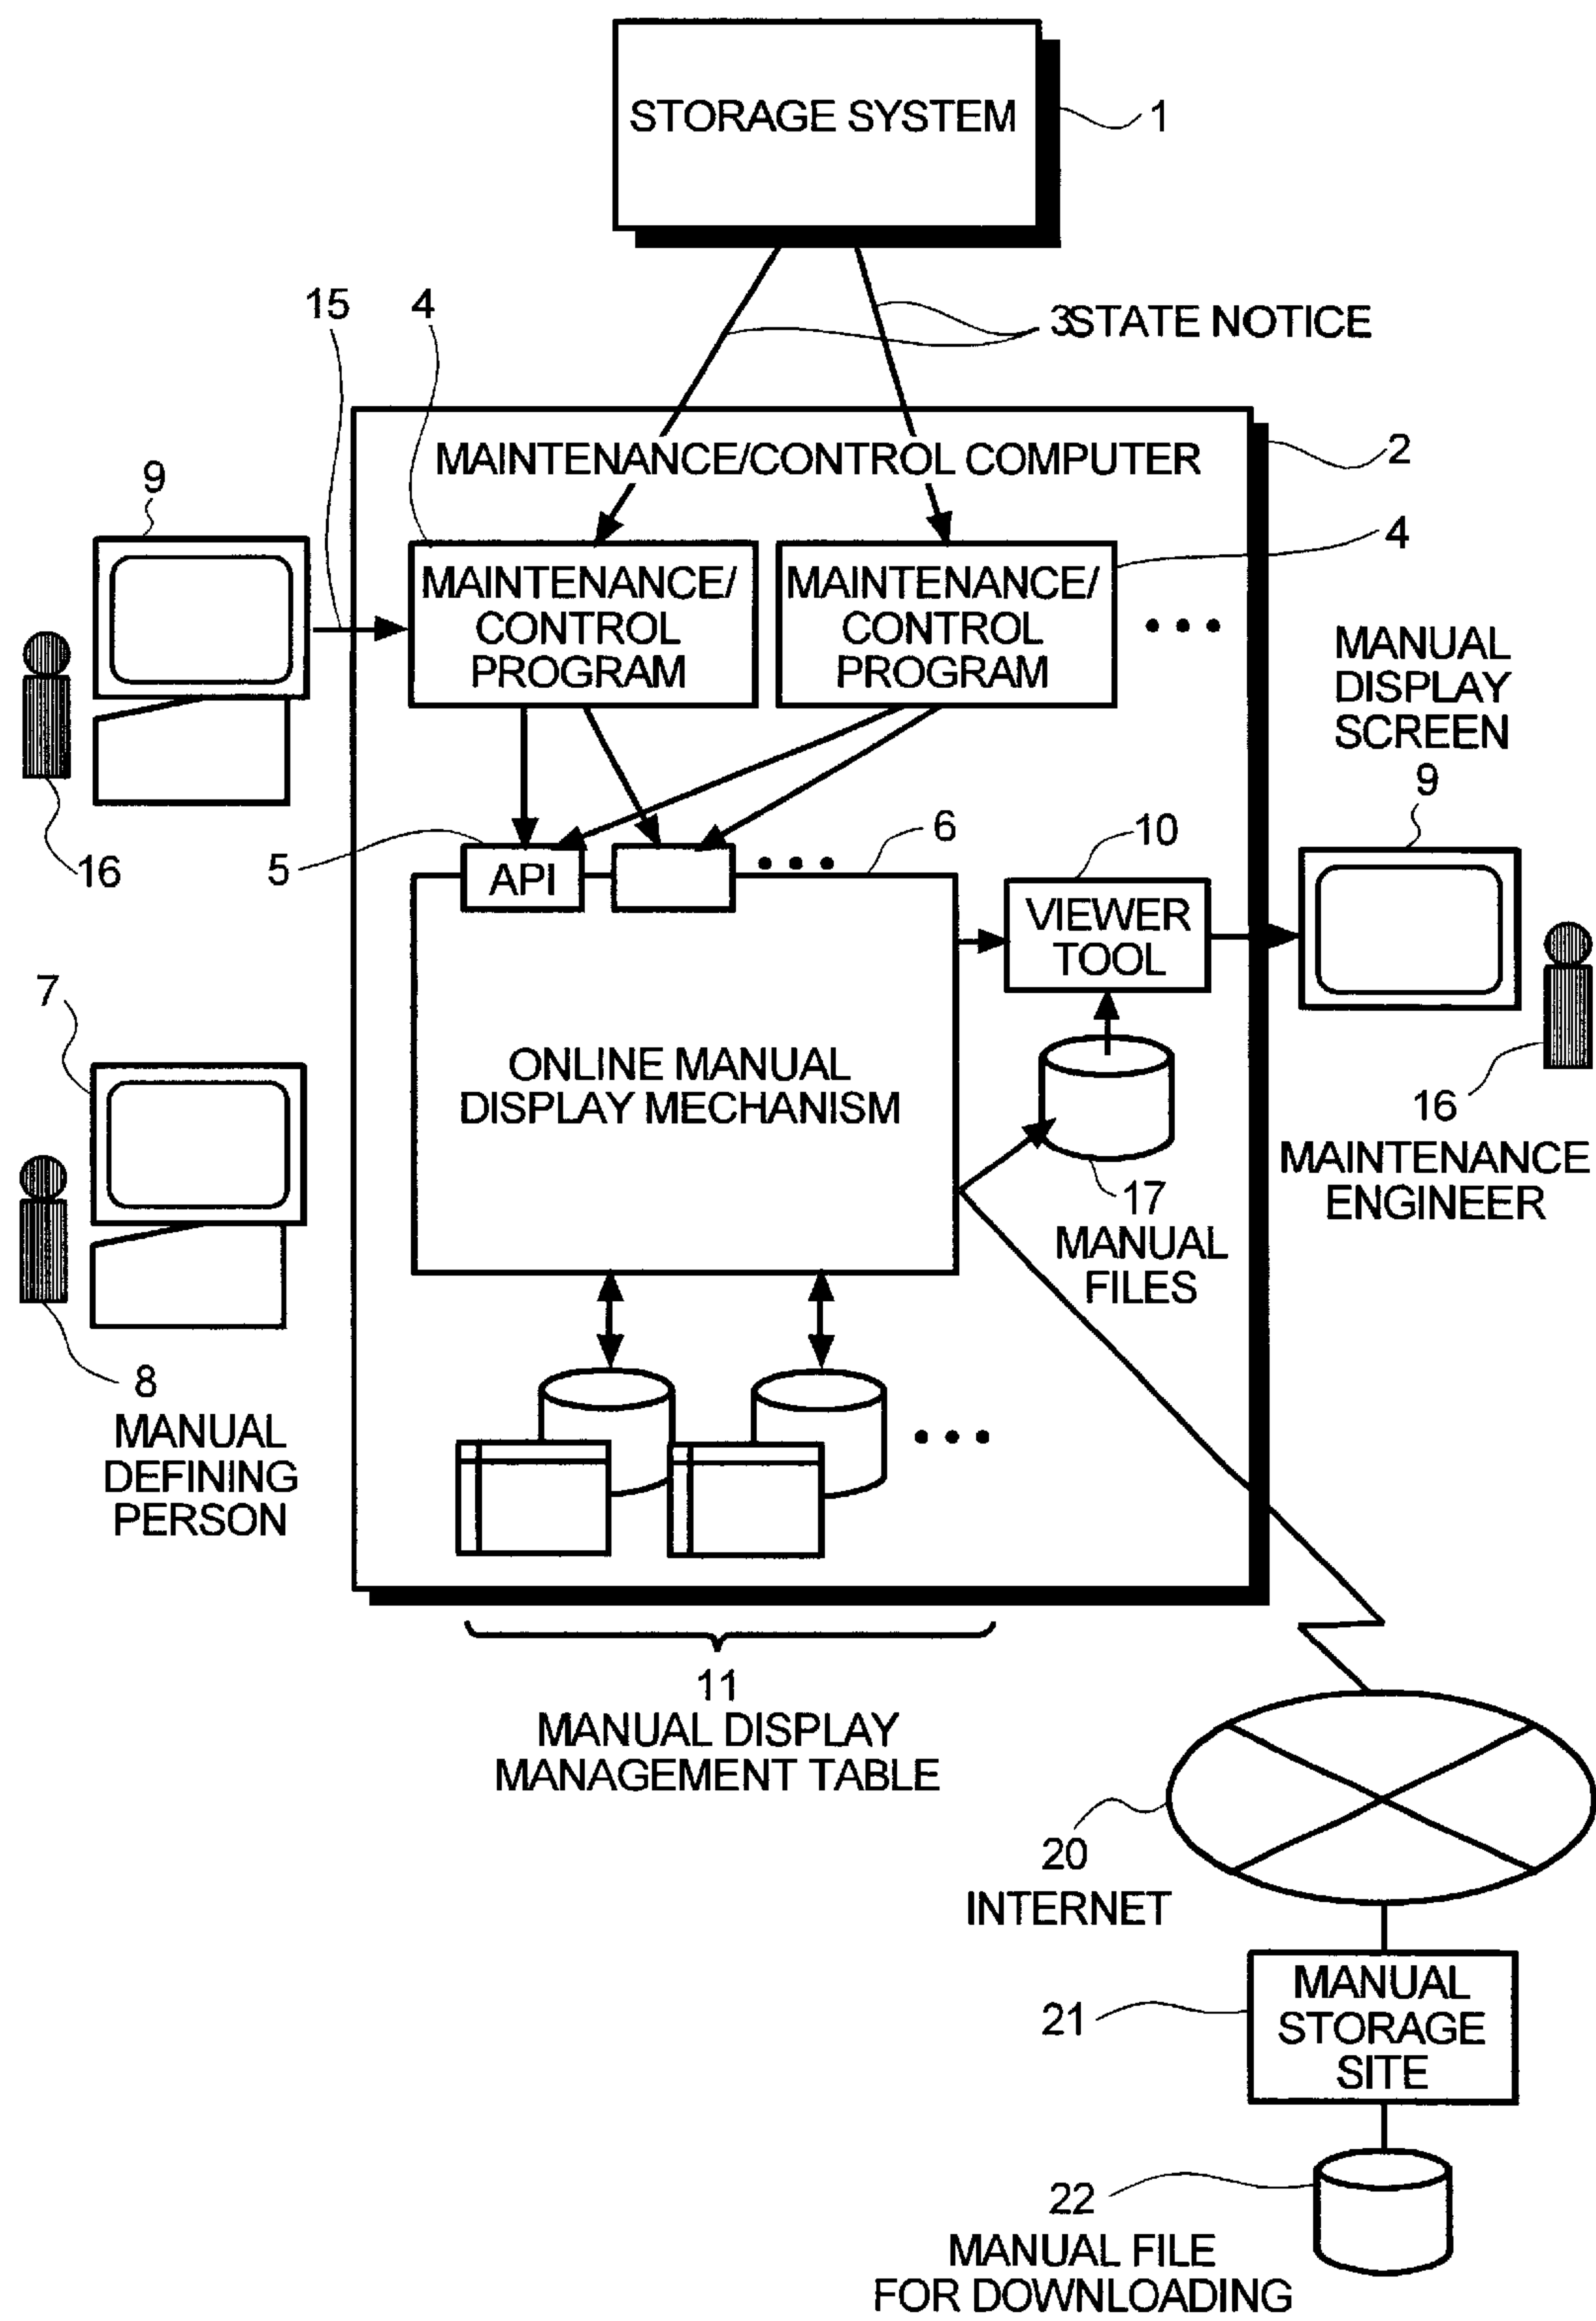 STORAGE SYSTEM
1
15
4
3STATE NOTICE
MAINTENANCE/CONTROL COMPUTER
2
9
4
MAINTENANCE/
CONTROL
PROGRAM
MAINTENANCE/
CONTROL
PROGRAM
•••
MANUAL
DISPLAY
SCREEN
9
16
5
API
•••
6
10
VIEWER
TOOL
7
ONLINE MANUAL
DISPLAY MECHANISM
16
MAINTENANCE
ENGINEER
17
MANUAL
FILES
8
MANUAL
DEFINING
PERSON
•••
11
MANUAL DISPLAY
MANAGEMENT TABLE
20
INTERNET
21
MANUAL
STORAGE
SITE
22
MANUAL FILE
FOR DOWNLOADING